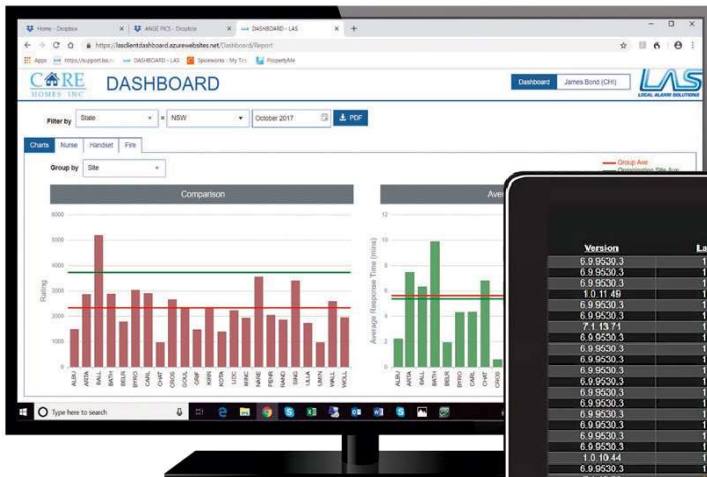 Home - Dropbox
ANGE PICS - Dropbox
DASHBOARD - LAS
https://lasclientdashboard.azurewebsites.net/Dashboard/Report
Apps
DASHBOARD - LAS
Spiceworks : My Tic
PropertyMe
CARE
HOMES INC
DASHBOARD
Dashboard
James Bond (CHI)
LAS
LOCAL ALARM SOLUTIONS
Filter by
State
=
NSW
October 2017
PDF
Charts
Nurse
Handset
Fire
Group by
Site
Group Ave
Organisation Site Ave
Comparison
Aver
6000
5000
4000
3000
2000
1000
0
Rating
ALBU
ARTA
BALL
BATH
BELR
BYRO
CARL
CHAT
CROS
GOUL
GRIF
KIRN
KOTA
MINC
NARE
PENR
RAND
SING
ULLA
UMIN
WALL
WOLL
12
10
8
6
4
2
0
Average Response Time (mins)
ALBU
ARTA
BALL
BATH
BELR
BYRO
CARL
CHAT
CROS
Version
La
6.9.9530.3
6.9.9530.3
6.9.9530.3
1.0.11.49
6.9.9530.3
6.9.9530.3
7.1.13.71
6.9.9530.3
6.9.9530.3
6.9.9530.3
6.9.9530.3
6.9.9530.3
6.9.9530.3
6.9.9530.3
6.9.9530.3
6.9.9530.3
6.9.9530.3
6.9.9530.3
1.0.10.44
6.9.9530.3
Type here to search